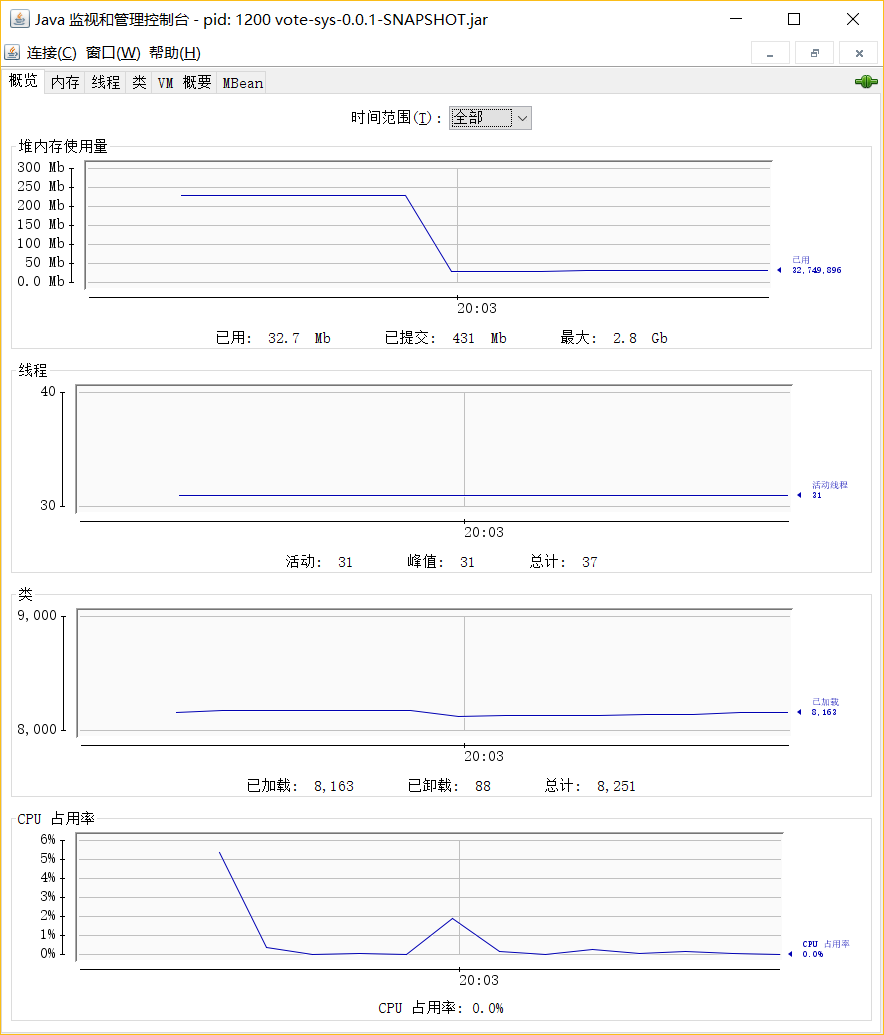 Java 监视和管理控制台 - pid: 1200 vote-sys-0.0.1-SNAPSHOT.jar
连接(C) 窗口(W) 帮助(H)
概览 内存 线程 类 VM 概要 MBean
时间范围(I): 全部
堆内存使用量
300 Mb
250 Mb
200 Mb
150 Mb
100 Mb
50 Mb
0.0 Mb
已用
32,749,896
20:03
已用: 32.7 Mb 已提交: 431 Mb 最大: 2.8 Gb
线程
40
30
活动线程
31
20:03
活动: 31 峰值: 31 总计: 37
类
9,000
8,000
已加载
8,163
20:03
已加载: 8,163 已卸载: 88 总计: 8,251
CPU 占用率
6%
5%
4%
3%
2%
1%
0%
CPU 占用率
0.0%
20:03
CPU 占用率: 0.0%